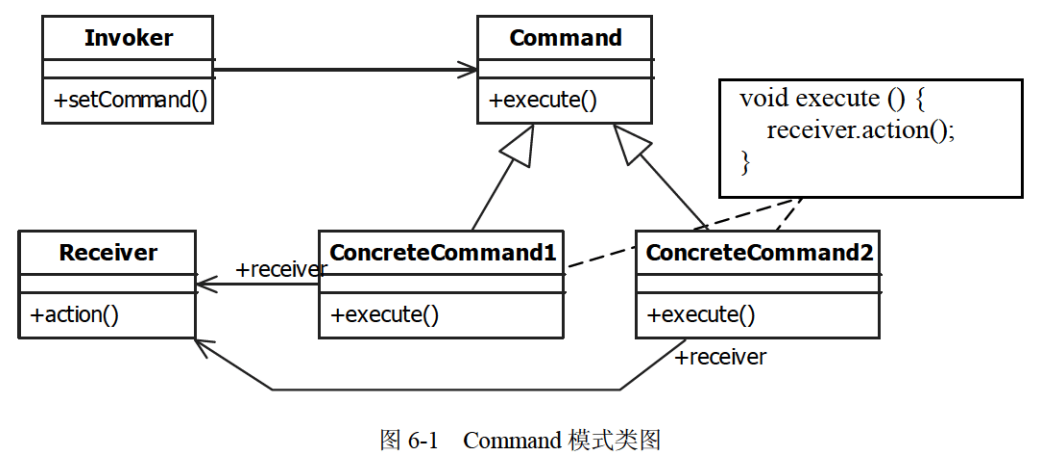 Invoker
+setCommand()
Command
+execute()
void execute () {
receiver.action();
}
Receiver
+action()
+receiver
ConcreteCommand1
+execute()
ConcreteCommand2
+execute()
+receiver
图 6-1 Command 模式类图